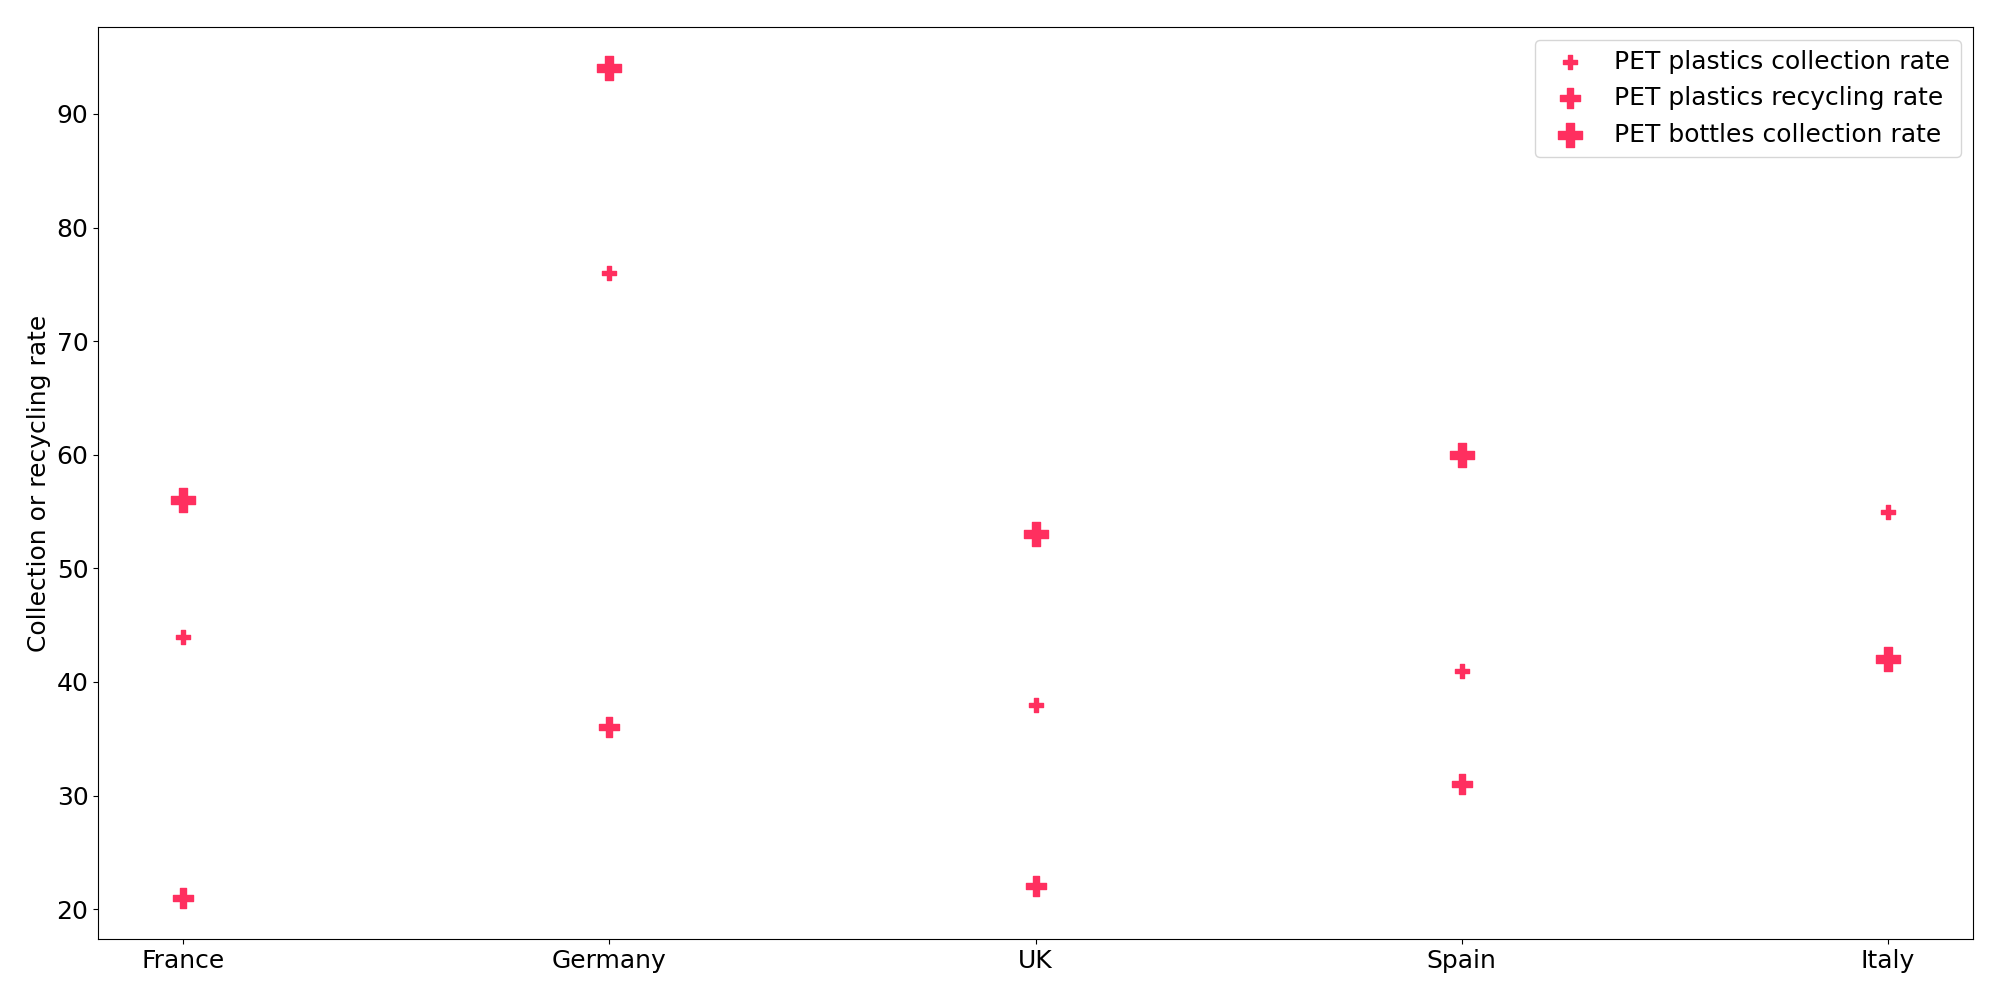 PET plastics collection rate
PET plastics recycling rate
PET bottles collection rate
Collection or recycling rate
90
80
70
60
50
40
30
20
France
Germany
UK
Spain
Italy